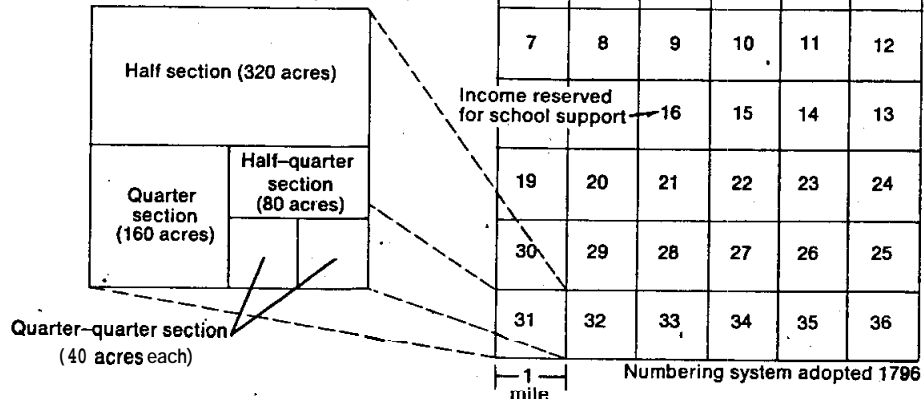 Half section (320 acres)
Quarter
section
(160 acres)
Half–quarter
section
(80 acres)
Quarter–quarter section
(40 acres each)
7 8 9 10 11 12
Income reserved
for school support
16 15 14 13
19 20 21 22 23 24
30 29 28 27 26 25
31 32 33 34 35 36
1
mile
Numbering system adopted 1796